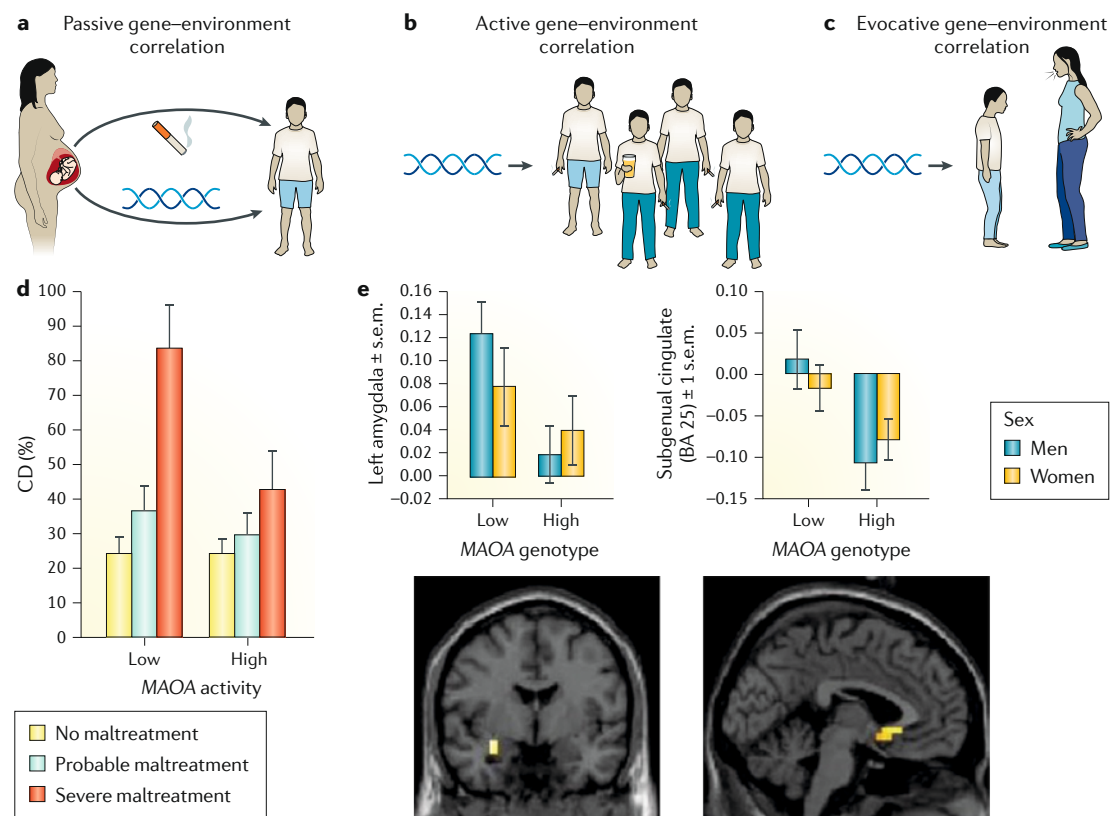 a Passive gene–environment
correlation
b Active gene–environment
correlation
c Evocative gene–environment
correlation
d
100
90
80
70
60
50
40
30
20
10
0
CD (%)
Low High
MAOA activity
No maltreatment
Probable maltreatment
Severe maltreatment
e
0.16
0.14
0.12
0.10
0.08
0.06
0.04
0.02
0.00
–0.02
Left amygdala ± s.e.m.
Low High
MAOA genotype
0.10
0.05
0.00
–0.05
–0.10
–0.15
Subgenual cingulate
(BA 25) ± 1 s.e.m.
Low High
MAOA genotype
Sex
Men
Women